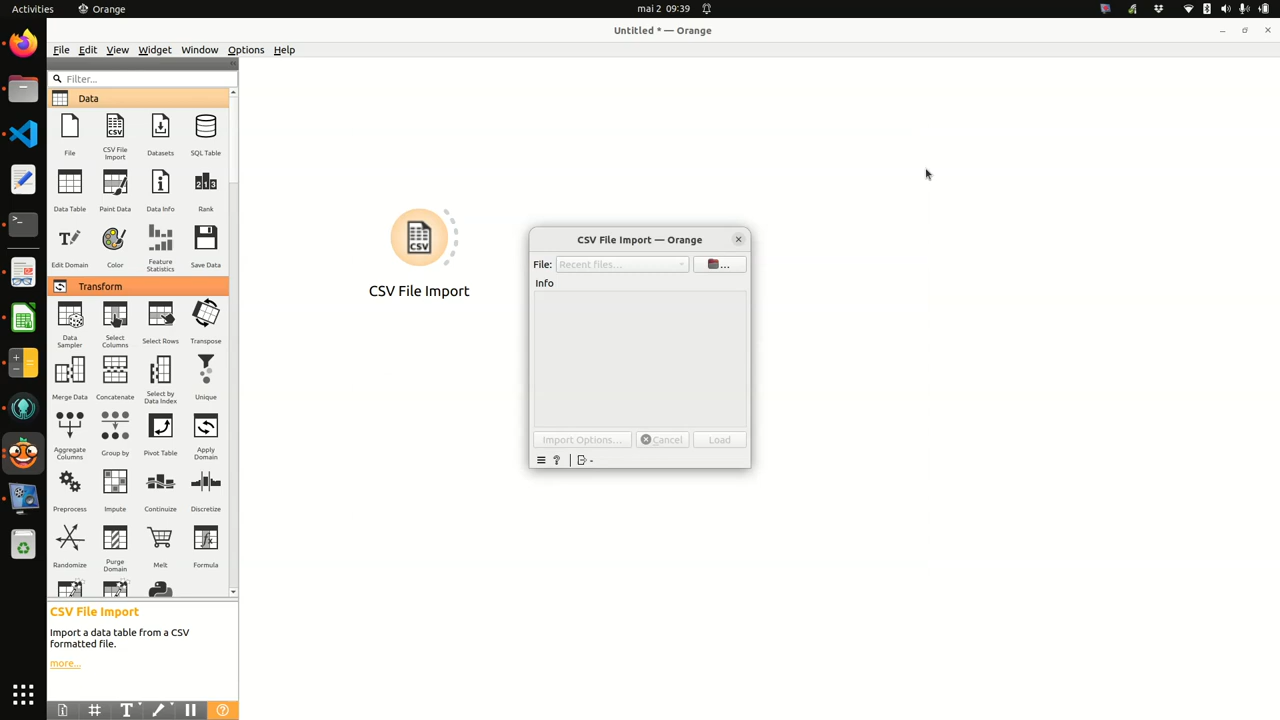 Activities
Orange
mai 2 09:39
Untitled * — Orange
File Edit View Widget Window Options Help
Filter...
Data
File
CSV File Import
Datasets
SQL Table
Data Table
Paint Data
Data Info
Rank
Edit Domain
Color
Feature Statistics
Save Data
Transform
Data Sampler
Select Columns
Select Rows
Transpose
Merge Data
Concatenate
Select by Data Index
Unique
Aggregate Columns
Group by
Pivot Table
Apply Domain
Preprocess
Impute
Continuize
Discretize
Randomize
Purge Domain
Melt
Formula
CSV File Import
Import a data table from a CSV
formatted file.
more...
CSV
CSV File Import
CSV File Import — Orange
File: Recent files... ...
Info
Import Options... Cancel Load